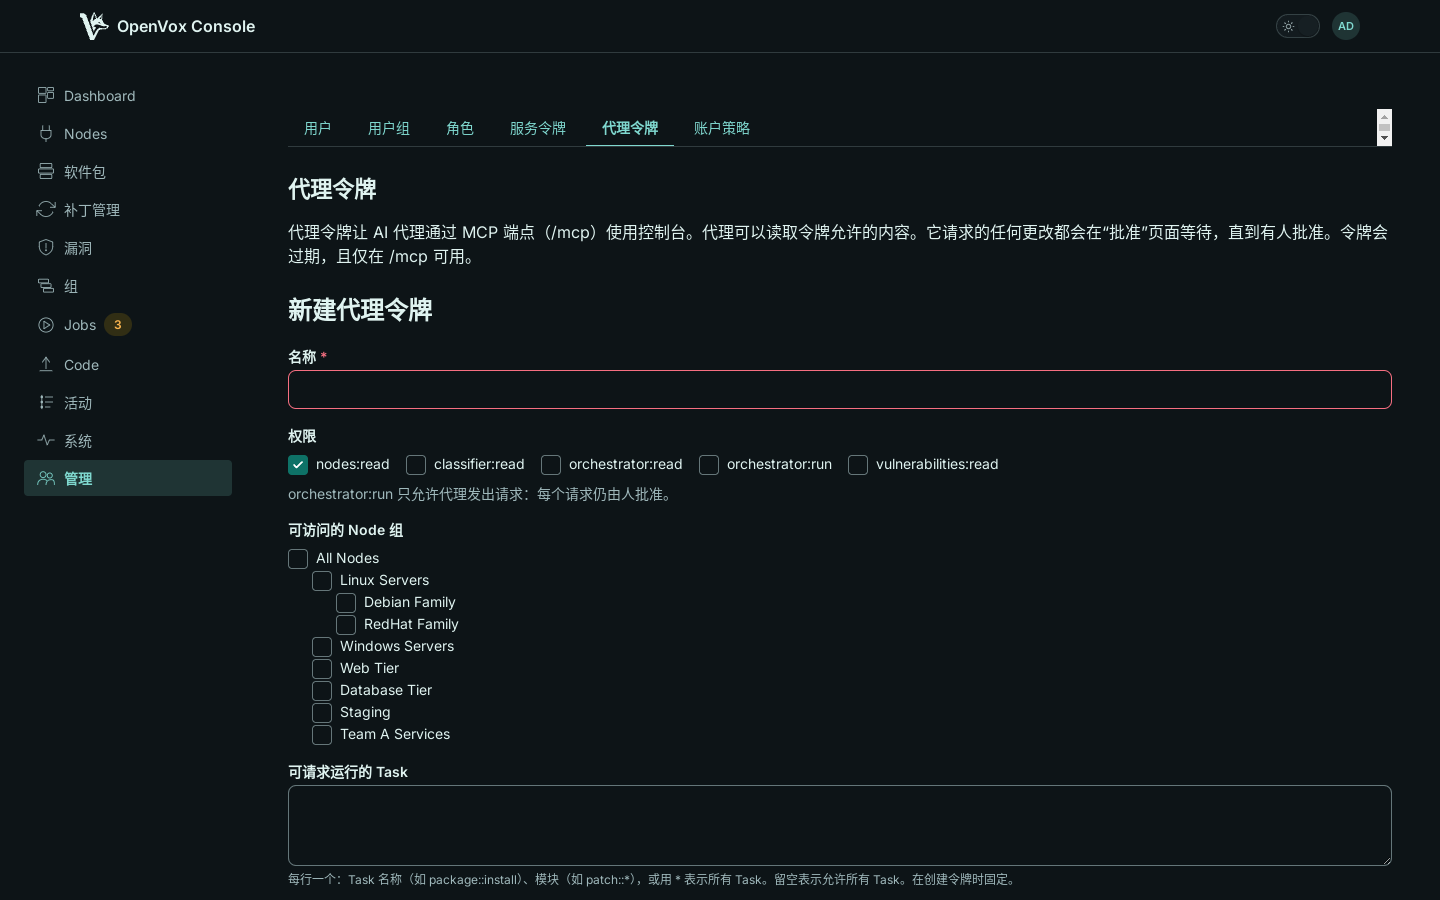 OpenVox Console
AD
Dashboard
Nodes
软件包
补丁管理
漏洞
组
Jobs 3
Code
活动
系统
管理
用户 用户组 角色 服务令牌 代理令牌 账户策略
代理令牌
代理令牌让 AI 代理通过 MCP 端点（/mcp）使用控制台。代理可以读取令牌允许的内容。它请求的任何更改都会在“批准”页面等待，直到有人批准。令牌会
过期，且仅在 /mcp 可用。
新建代理令牌
名称 *
权限
nodes:read classifier:read orchestrator:read orchestrator:run vulnerabilities:read
orchestrator:run 只允许代理发出请求：每个请求仍由人批准。
可访问的 Node 组
All Nodes
Linux Servers
Debian Family
RedHat Family
Windows Servers
Web Tier
Database Tier
Staging
Team A Services
可请求运行的 Task
每行一个：Task 名称（如 package::install）、模块（如 patch::*），或用 * 表示所有 Task。留空表示允许所有 Task。在创建令牌时固定。